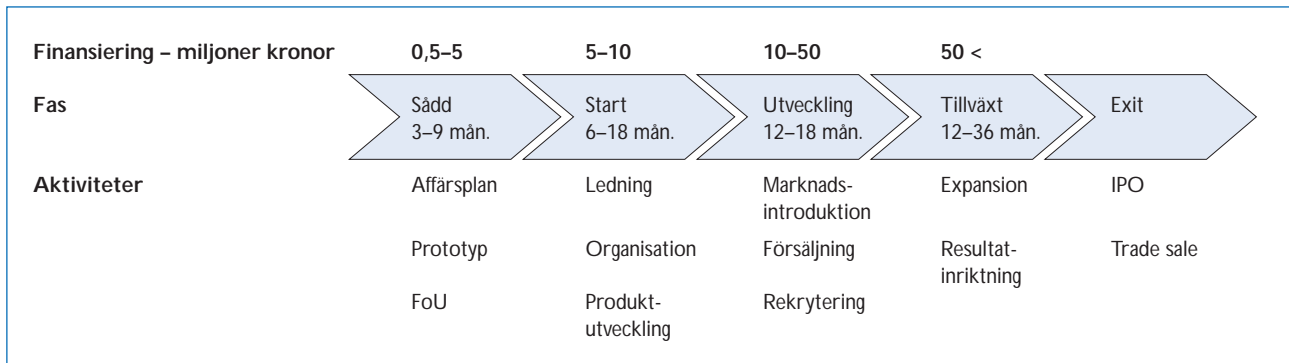 Finansiering – miljoner kronor 0,5–5 5–10 10–50 50 <
Fas Sådd Start Utveckling Tillväxt Exit
3–9 mån. 6–18 mån. 12–18 mån. 12–36 mån.
Aktiviteter Affärsplan Ledning Marknads- Expansion IPO
introduktion
Prototyp Organisation Försäljning Resultat- Trade sale
inriktning
FoU Produkt- Rekrytering
utveckling